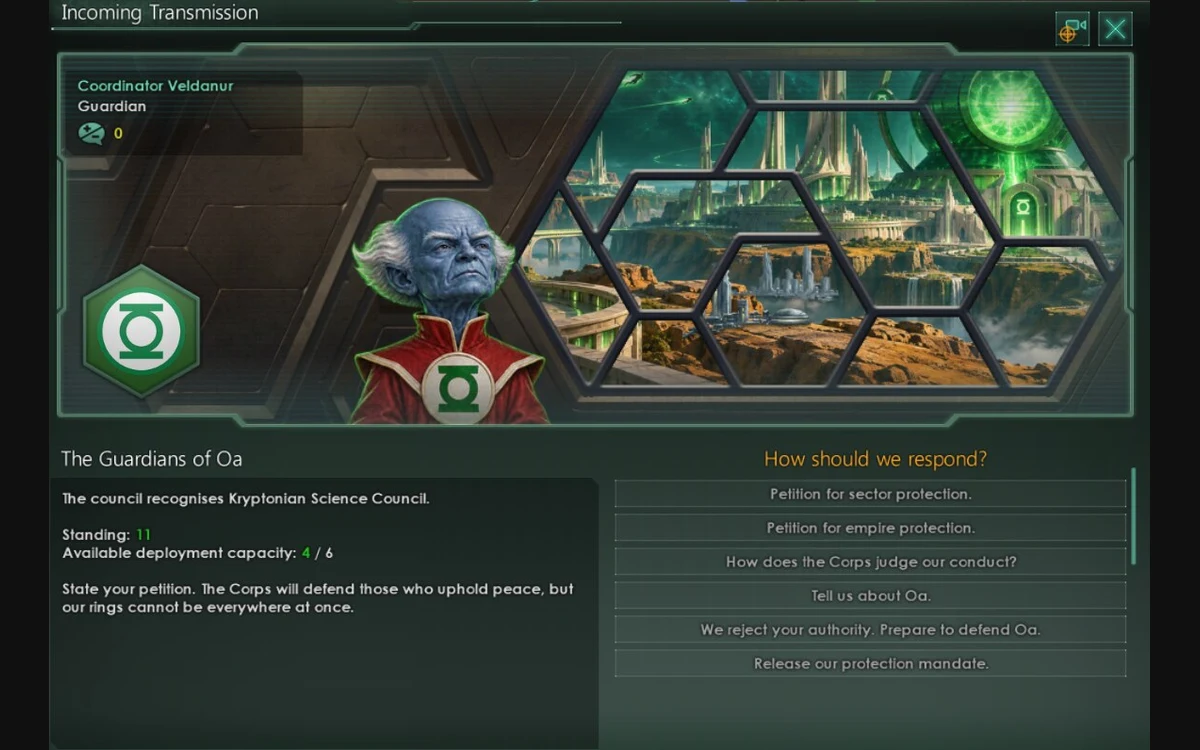 Incoming Transmission
Coordinator Veldanur
Guardian
0
The Guardians of Oa
The council recognises Kryptonian Science Council.
Standing: 11
Available deployment capacity: 4 / 6
State your petition. The Corps will defend those who uphold peace, but
our rings cannot be everywhere at once.
How should we respond?
Petition for sector protection.
Petition for empire protection.
How does the Corps judge our conduct?
Tell us about Oa.
We reject your authority. Prepare to defend Oa.
Release our protection mandate.